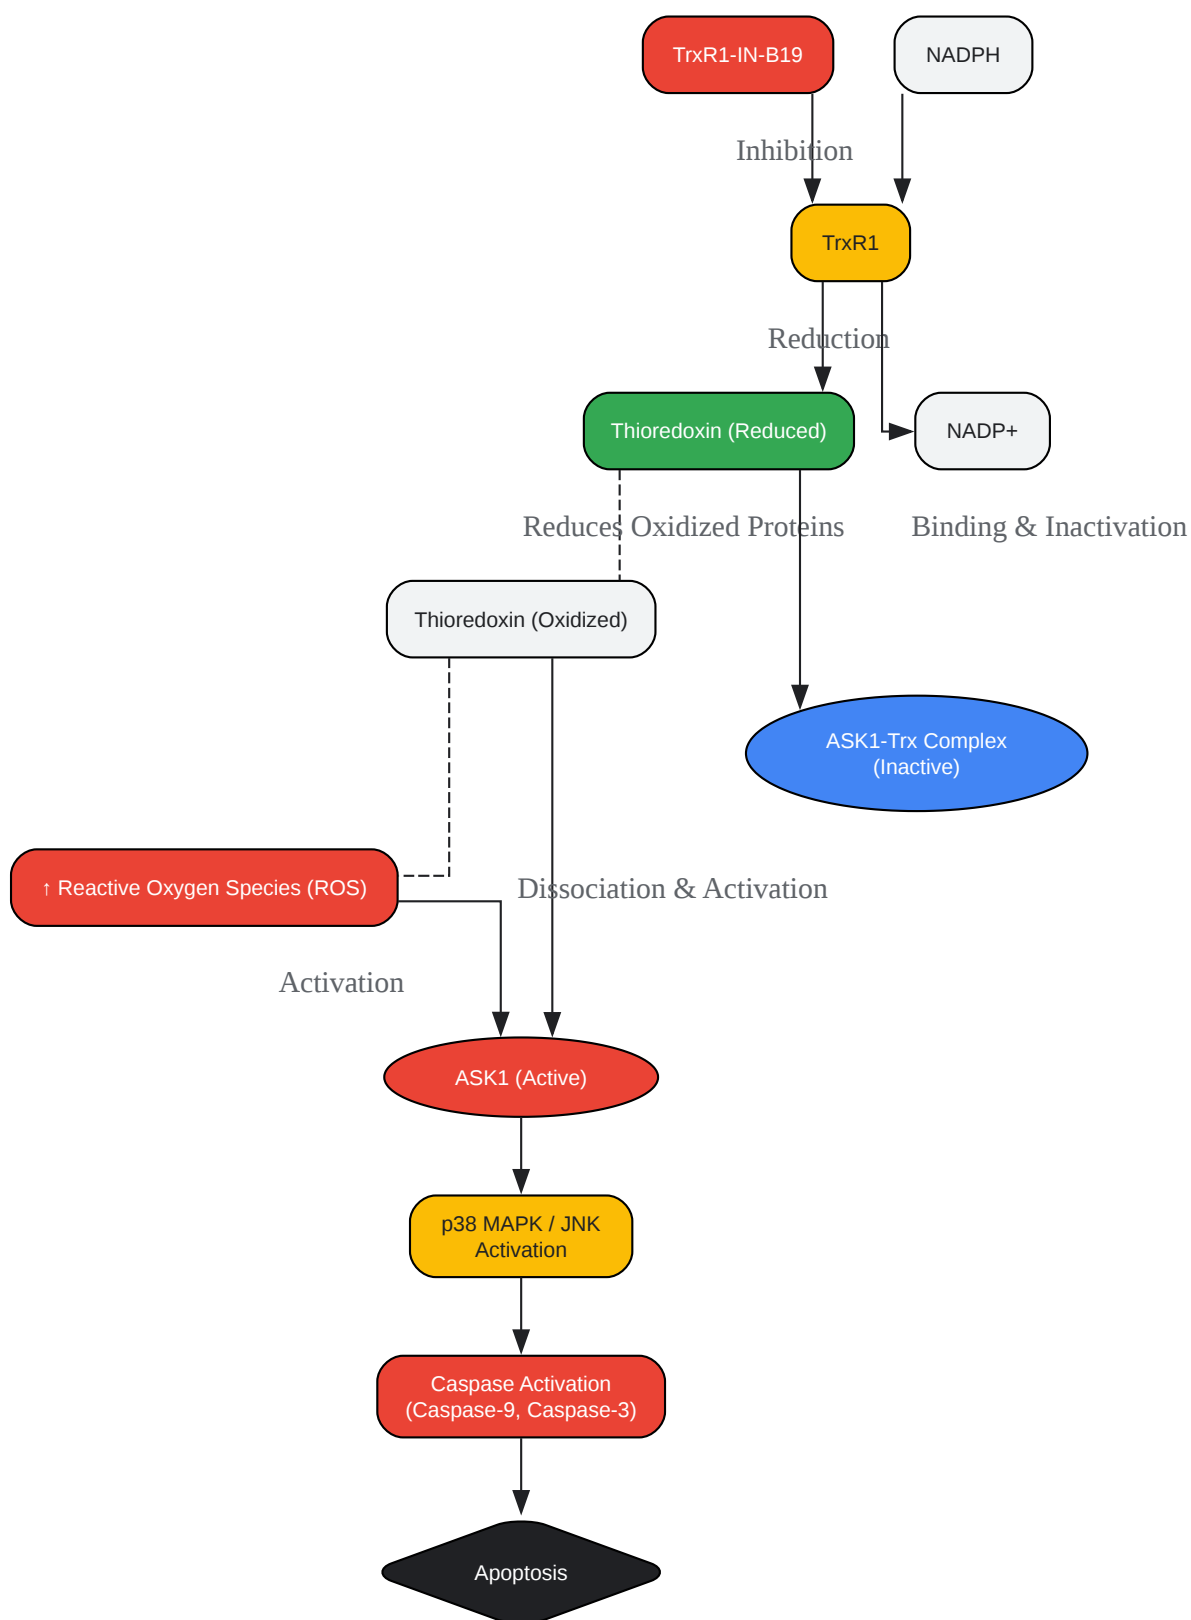 TrxR1-IN-B19
NADPH
Inhibition
TrxR1
Reduction
Thioredoxin (Reduced)
NADP+
Reduces Oxidized Proteins
Binding & Inactivation
Thioredoxin (Oxidized)
ASK1-Trx Complex
(Inactive)
↑ Reactive Oxygen Species (ROS)
Dissociation & Activation
Activation
ASK1 (Active)
p38 MAPK / JNK
Activation
Caspase Activation
(Caspase-9, Caspase-3)
Apoptosis